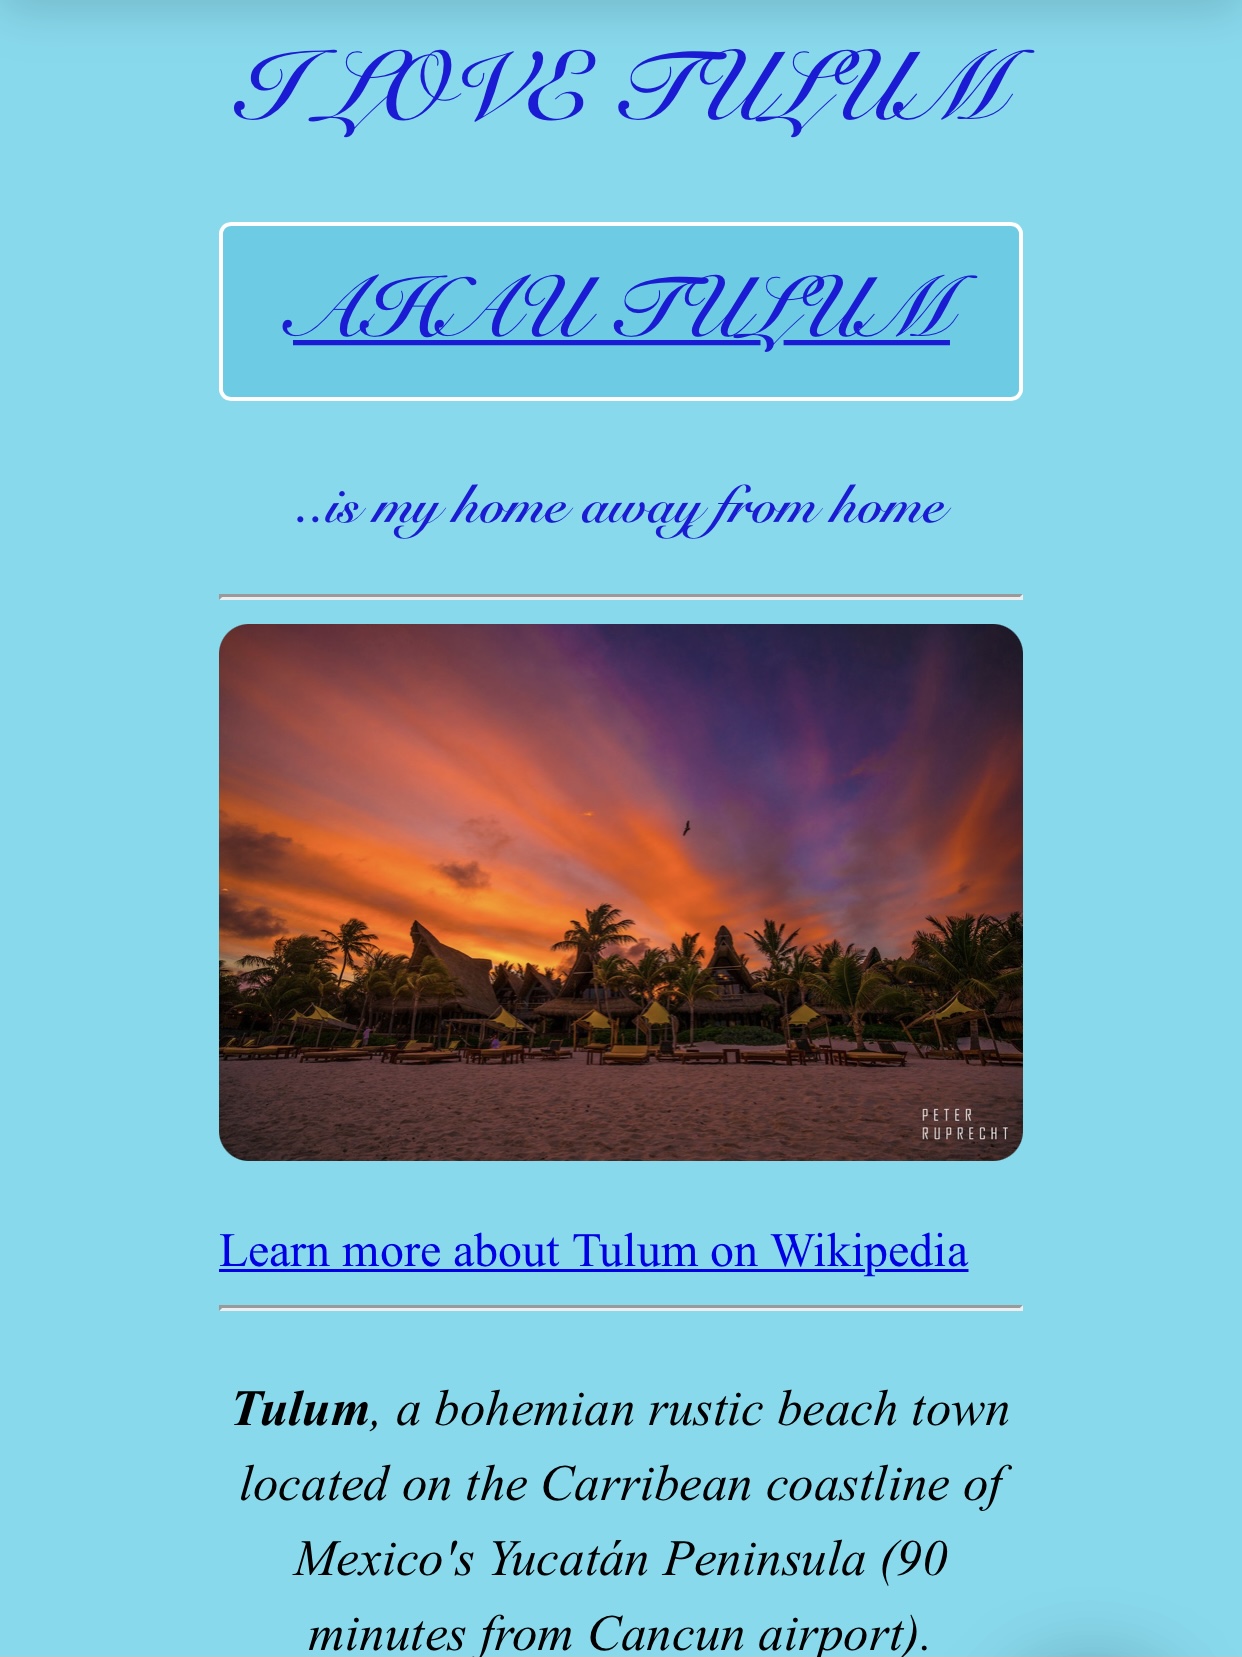 I LOVE TULUM
AHAU TULUM
..is my home away from home
PETER
RUPRECHT
Learn more about Tulum on Wikipedia
Tulum, a bohemian rustic beach town
located on the Carribean coastline of
Mexico's Yucatán Peninsula (90
minutes from Cancun airport).